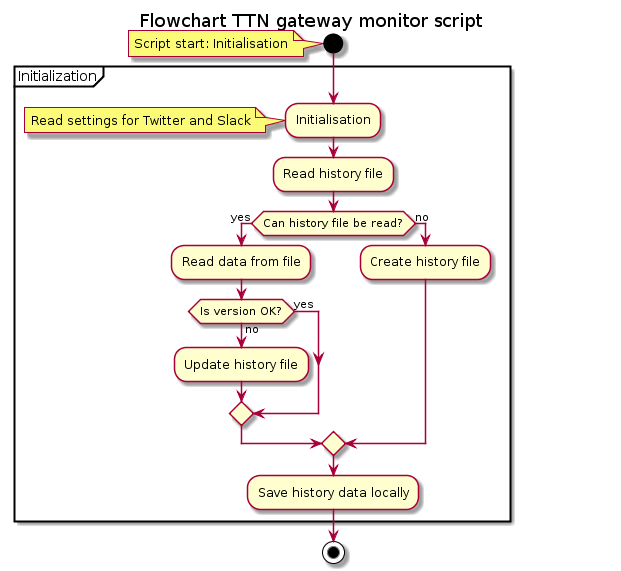 Flowchart TTN gateway monitor script
Script start: Initialisation
Initialization
Read settings for Twitter and Slack
Initialisation
Read history file
yes
Can history file be read?
no
Read data from file
Create history file
Is version OK?
yes
no
Update history file
Save history data locally